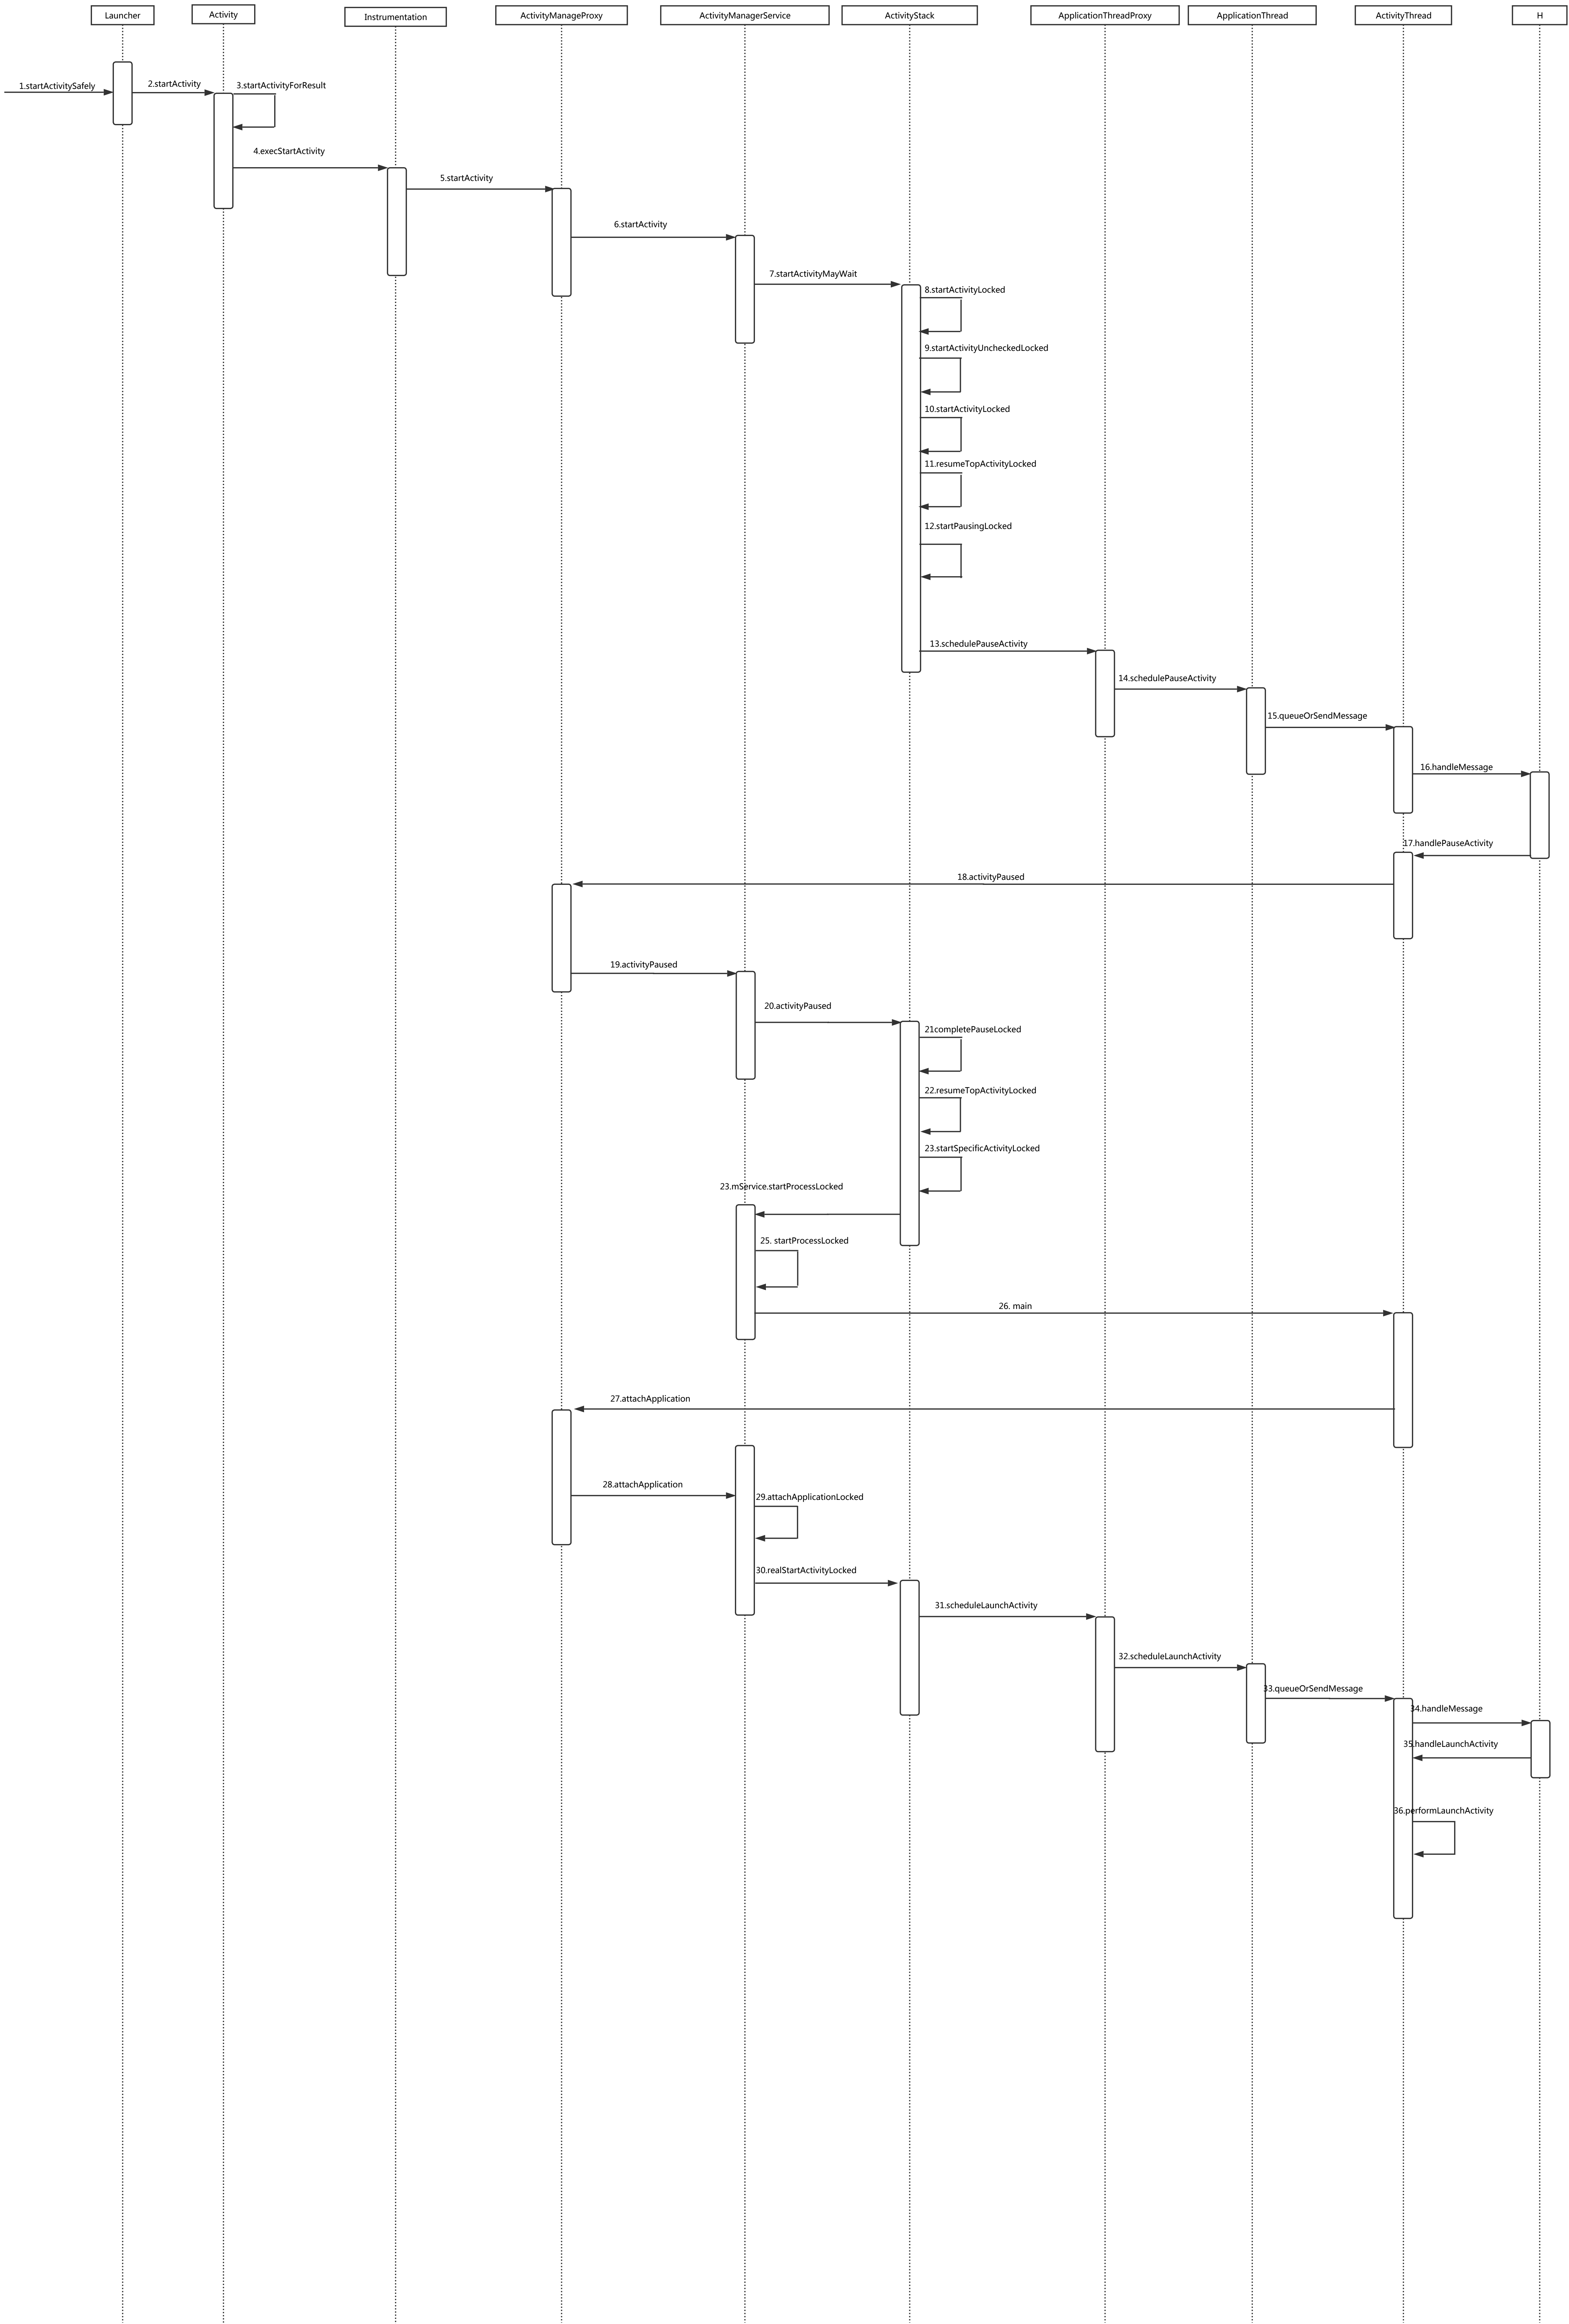 Launcher
Activity
Instrumentation
ActivityManageProxy
ActivityManagerService
ActivityStack
ApplicationThreadProxy
ApplicationThread
ActivityThread
H
1.startActivitySafely
2.startActivity
3.startActivityForResult
4.execStartActivity
5.startActivity
6.startActivity
7.startActivityMayWait
8.startActivityLocked
9.startActivityUncheckedLocked
10.startActivityLocked
11.resumeTopActivityLocked
12.startPausingLocked
13.schedulePauseActivity
14.schedulePauseActivity
15.queueOrSendMessage
16.handleMessage
17.handlePauseActivity
18.activityPaused
19.activityPaused
20.activityPaused
21completePauseLocked
22.resumeTopActivityLocked
23.startSpecificActivityLocked
23.mService.startProcessLocked
25. startProcessLocked
26. main
27.attachApplication
28.attachApplication
29.attachApplicationLocked
30.realStartActivityLocked
31.scheduleLaunchActivity
32.scheduleLaunchActivity
33.queueOrSendMessage
34.handleMessage
35.handleLaunchActivity
36.performLaunchActivity